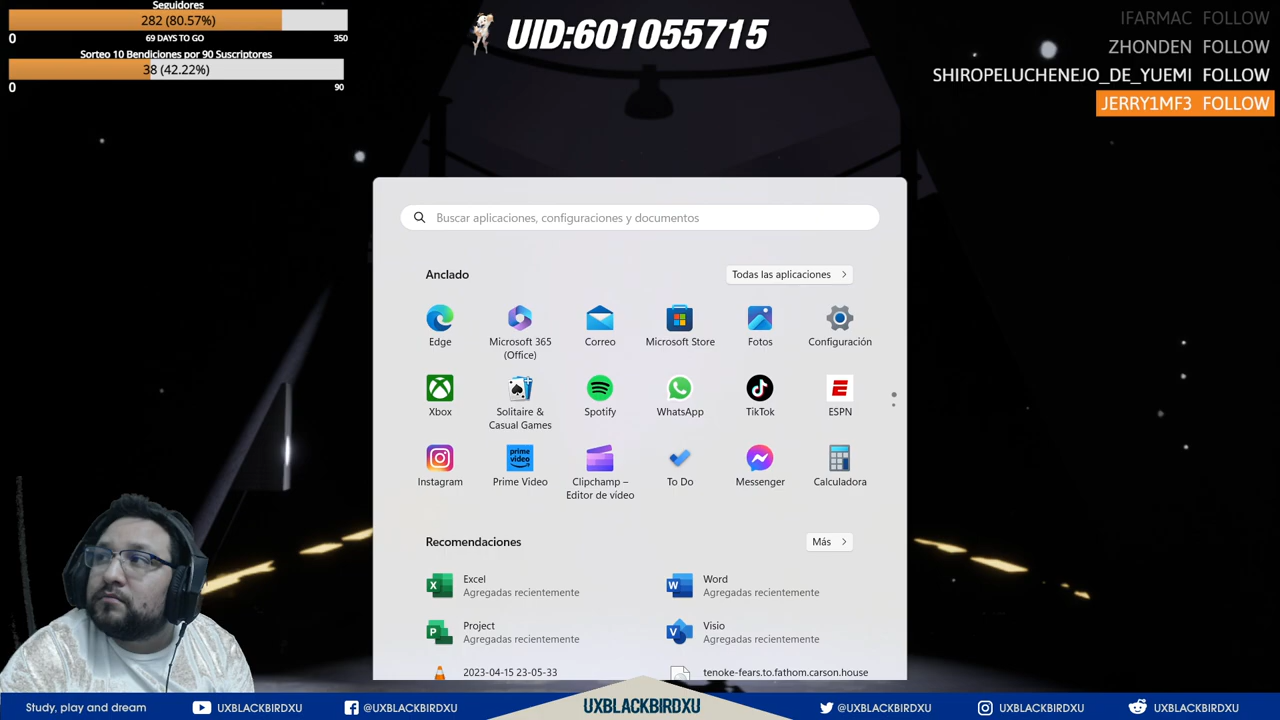 Seguidores
282 (80.57%)
0 69 DAYS TO GO 350
Sorteo 10 Bendiciones por 90 Suscriptores
38 (42.22%)
0 90
UID:601055715
IFARMAC FOLLOW
ZHONDEN FOLLOW
SHIROPELUCHENEJO_DE_YUEMI FOLLOW
JERRY1MF3 FOLLOW
Buscar aplicaciones, configuraciones y documentos
Anclado
Todas las aplicaciones
Edge
Microsoft 365
(Office)
Correo
Microsoft Store
Fotos
Configuración
Xbox
Solitaire &
Casual Games
Spotify
WhatsApp
TikTok
ESPN
Instagram
prime
video
Prime Video
Clipchamp –
Editor de vídeo
To Do
Messenger
Calculadora
Recomendaciones
Más
Excel
Agregadas recientemente
Word
Agregadas recientemente
Project
Agregadas recientemente
Visio
Agregadas recientemente
2023-04-15 23-05-33
tenoke-fears.to.fathom.carson.house
Study, play and dream
UXBLACKBIRDXU
@UXBLACKBIRDXU
UXBLACKBIRDXU
@UXBLACKBIRDXU
UXBLACKBIRDXU
UXBLACKBIRDXU